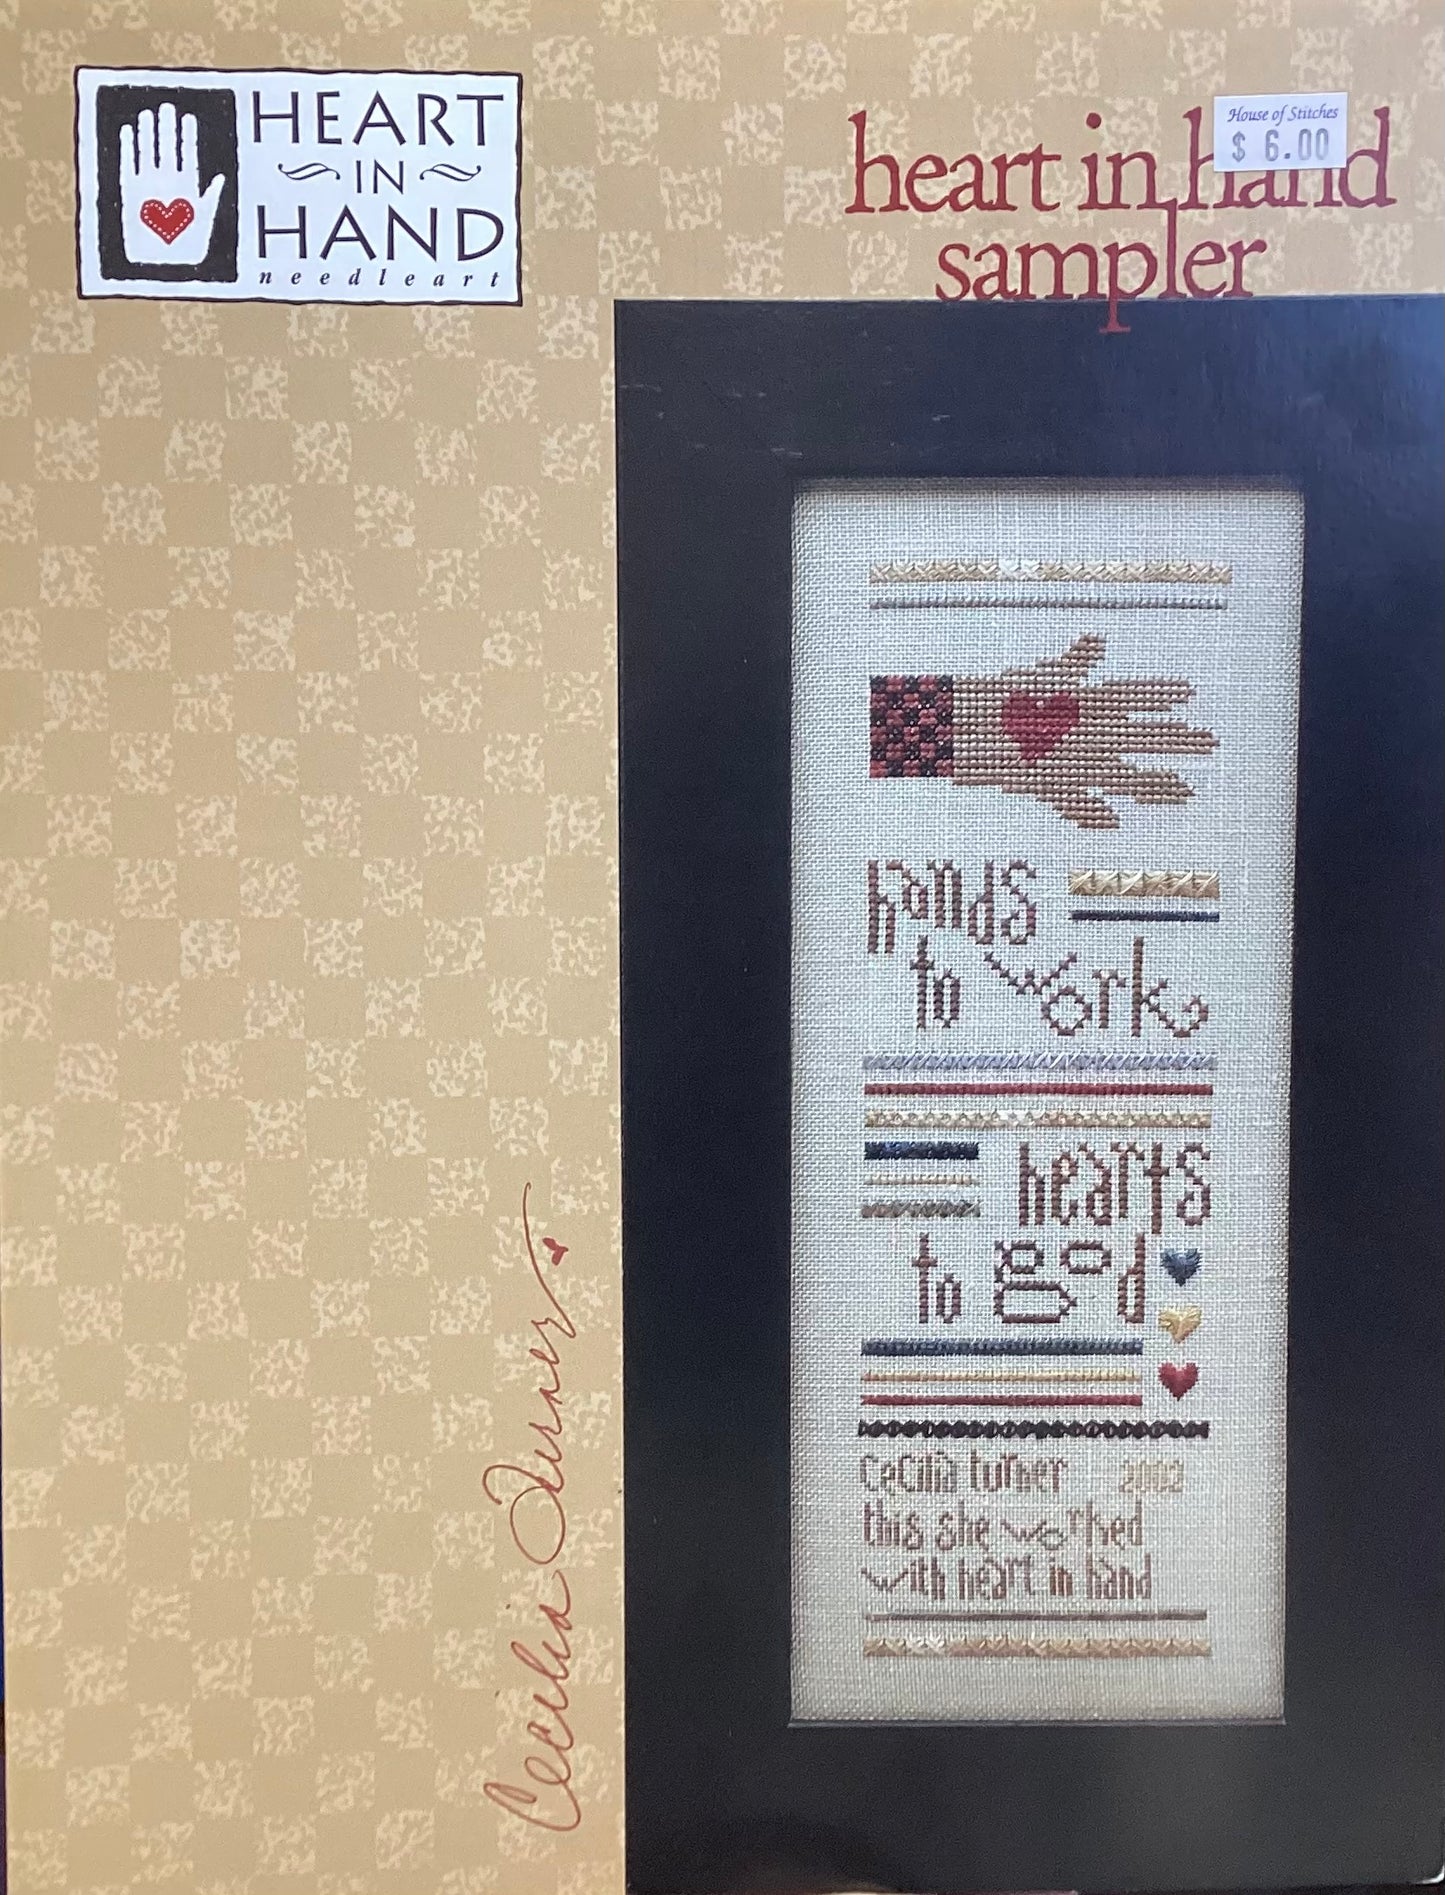 HEART
IN
HAND
needleart
House of Stitches
$ 6.00
heart in hand
sampler
hands
to work
hearts
to god
cecilia turner 2002
this she worked
with heart in hand
Cecilia Turner